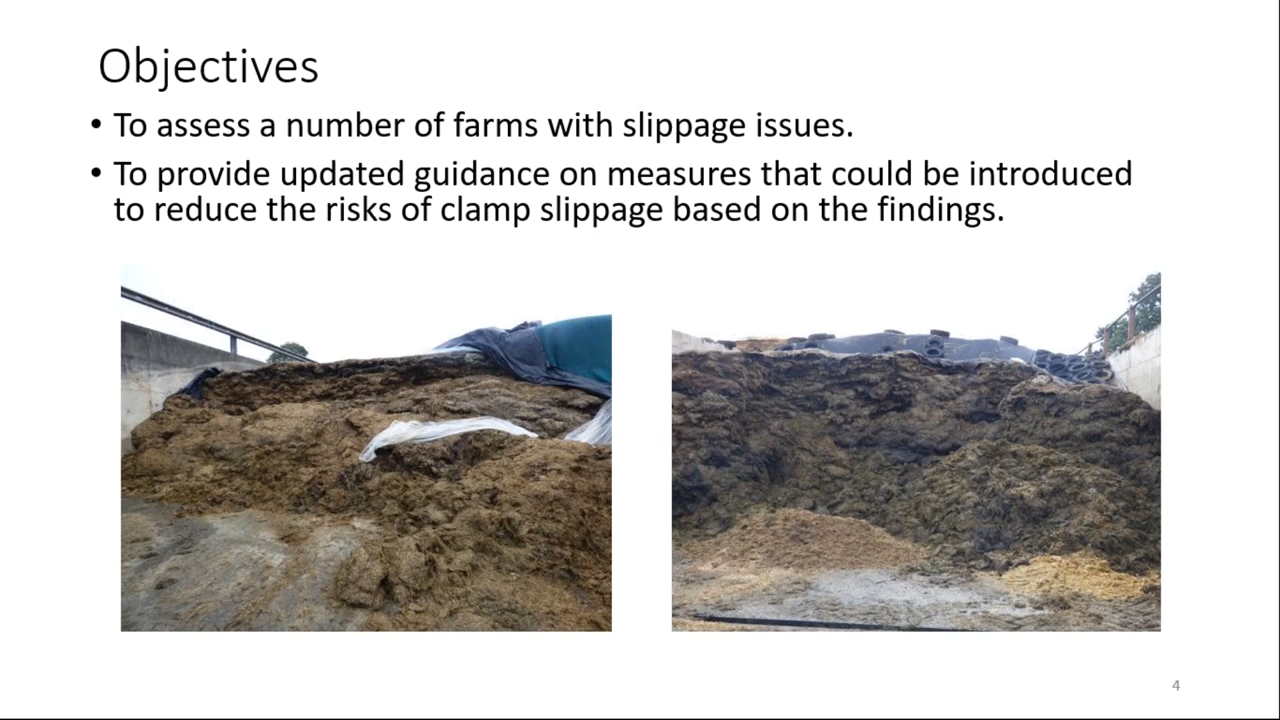 Objectives
• To assess a number of farms with slippage issues.
• To provide updated guidance on measures that could be introduced
to reduce the risks of clamp slippage based on the findings.
4